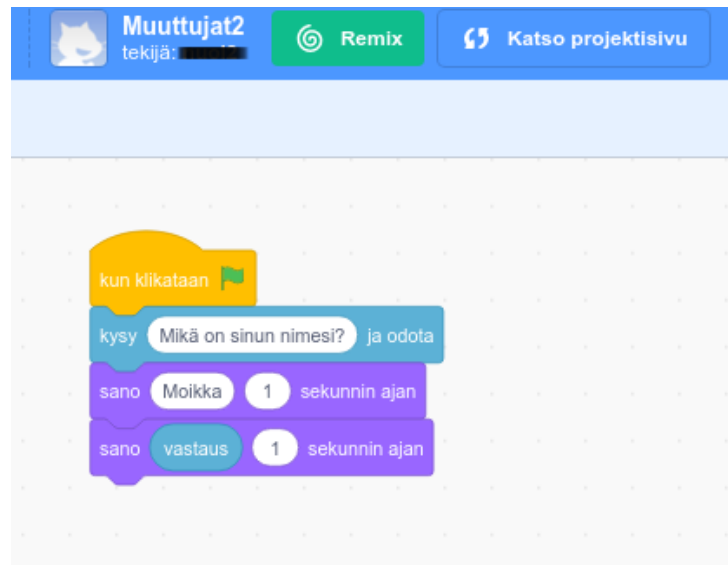 Muuttujat2
tekijä:
Remix
Katso projektisivu
kun klikataan
kysy Mikä on sinun nimesi? ja odota
sano Moikka 1 sekunnin ajan
sano vastaus 1 sekunnin ajan